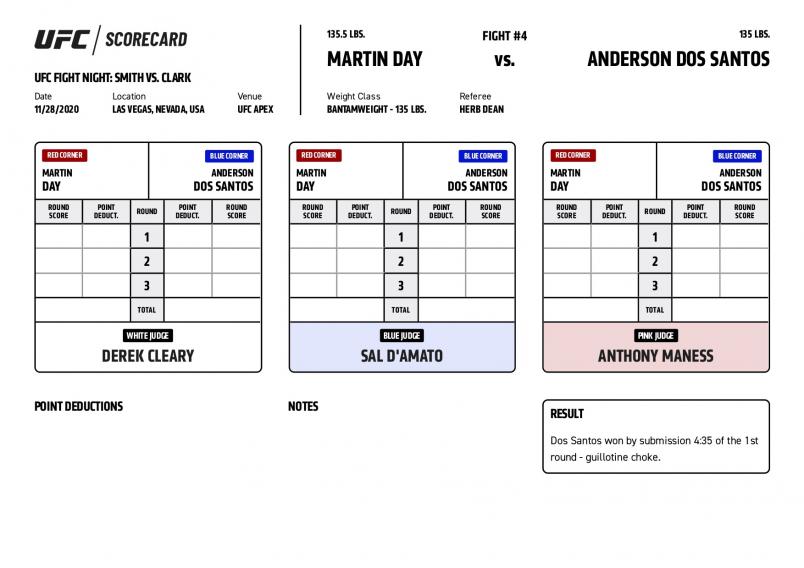 UFC / SCORECARD
UFC FIGHT NIGHT: SMITH VS. CLARK
Date Location Venue
11/28/2020 LAS VEGAS, NEVADA, USA UFC APEX
135.5 LBS. FIGHT #4 135 LBS.
MARTIN DAY vs. ANDERSON DOS SANTOS
Weight Class Referee
BANTAMWEIGHT - 135 LBS. HERB DEAN
RED CORNER BLUE CORNER
MARTIN ANDERSON
DAY DOS SANTOS
ROUND SCORE POINT DEDUCT. ROUND POINT DEDUCT. ROUND SCORE
1
2
3
TOTAL
WHITE JUDGE
DEREK CLEARY
RED CORNER BLUE CORNER
MARTIN ANDERSON
DAY DOS SANTOS
ROUND SCORE POINT DEDUCT. ROUND POINT DEDUCT. ROUND SCORE
1
2
3
TOTAL
BLUE JUDGE
SAL D'AMATO
RED CORNER BLUE CORNER
MARTIN ANDERSON
DAY DOS SANTOS
ROUND SCORE POINT DEDUCT. ROUND POINT DEDUCT. ROUND SCORE
1
2
3
TOTAL
PINK JUDGE
ANTHONY MANESS
POINT DEDUCTIONS
NOTES
RESULT
Dos Santos won by submission 4:35 of the 1st
round - guillotine choke.